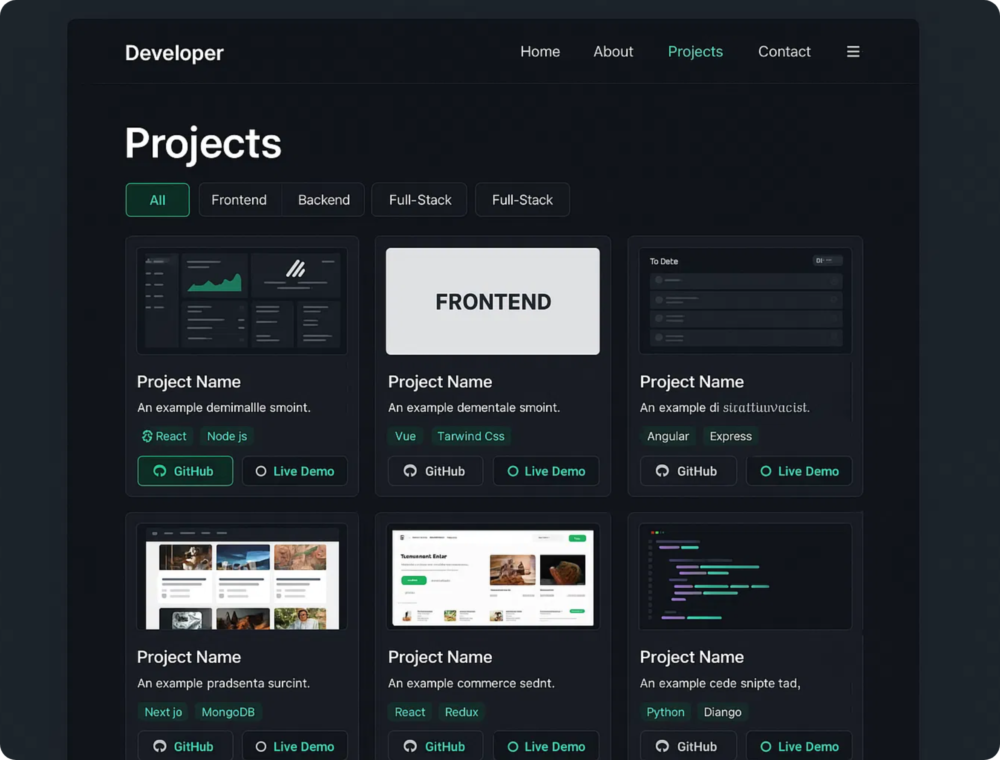 Developer Home About Projects Contact
Projects
All Frontend Backend Full-Stack Full-Stack
To Dete
FRONTEND
Project Name
An example demimallle smoint.
React Node js
GitHub Live Demo
Project Name
An example dementale smoint.
Vue Tarwind Css
GitHub Live Demo
Project Name
An example di
Angular Express
GitHub Live Demo
Tuemunnont Entar
Project Name
An example pradsenta surcint.
Next jo MongoDB
GitHub Live Demo
Project Name
An example commerce sednt.
React Redux
GitHub Live Demo
Project Name
An example cede snipte tad,
Python Diango
GitHub Live Demo